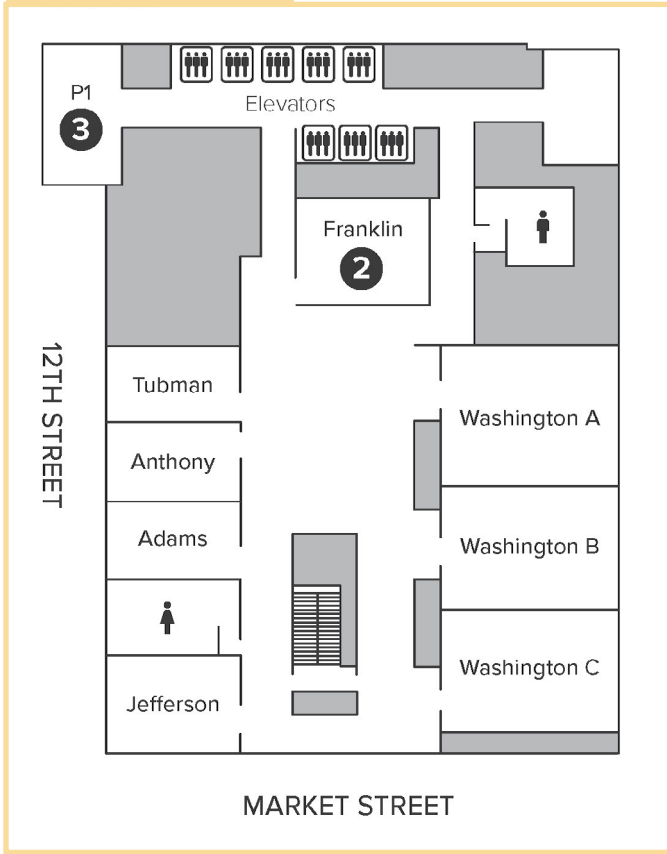 P1
3
Elevators
Franklin
2
12TH STREET
Tubman
Washington A
Anthony
Adams
Washington B
Washington C
Jefferson
MARKET STREET